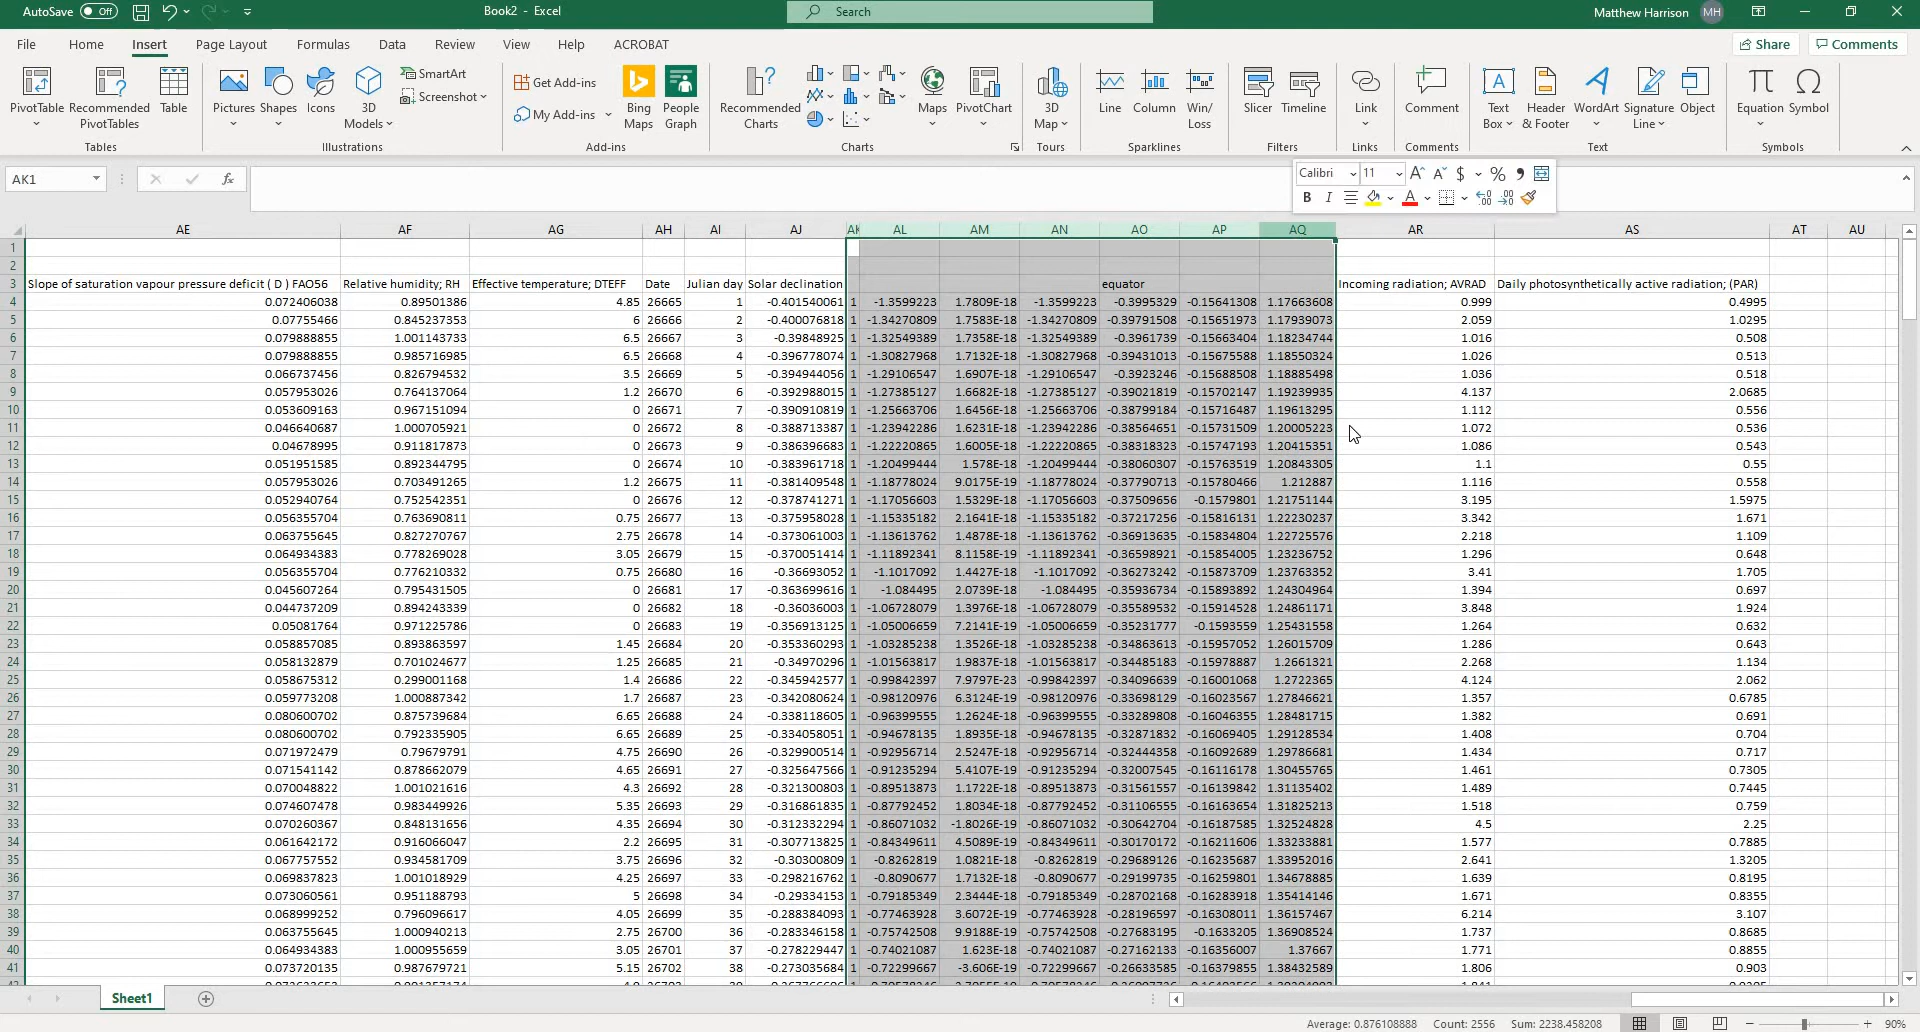 AutoSave Off Book2 - Excel Search Matthew Harrison MH
File Home Insert Page Layout Formulas Data Review View Help ACROBAT Share Comments
PivotTable Recommended PivotTables Table
Pictures Shapes Icons 3D Models SmartArt Screenshot
Get Add-ins My Add-ins Bing Maps People Graph
Recommended Charts Maps PivotChart 3D Map
Line Column Win/Loss Slicer Timeline Link Comment
Text Box Header & Footer WordArt Signature Line Object Equation Symbol
Tables Illustrations Add-ins Charts Tours Sparklines Filters Links Comments Text Symbols
AK1 fx Calibri 11 A A $ % , B I A
AE AF AG AH AI AJ AK AL AM AN AO AP AQ AR AS AT AU
1
2
3 Slope of saturation vapour pressure deficit ( D ) FAO56 Relative humidity; RH Effective temperature; DTEFF Date Julian day Solar declination equator Incoming radiation; AVRAD Daily photosynthetically active radiation; (PAR)
4 0.072406038 0.89501386 4.85 26665 1 -0.401540061 1 -1.3599223 1.7809E-18 -1.3599223 -0.3995329 -0.15641308 1.17663608 0.999 0.4995
5 0.07755466 0.845237353 6 26666 2 -0.400076818 1 -1.34270809 1.7583E-18 -1.34270809 -0.39791508 -0.15651973 1.17939073 2.059 1.0295
6 0.079888855 1.001143733 6.5 26667 3 -0.39848925 1 -1.32549389 1.7358E-18 -1.32549389 -0.3961739 -0.15663404 1.18234744 1.016 0.508
7 0.079888855 0.985716985 6.5 26668 4 -0.396778074 1 -1.30827968 1.7132E-18 -1.30827968 -0.39431013 -0.15675588 1.18550324 1.026 0.513
8 0.066737456 0.826794532 3.5 26669 5 -0.394944056 1 -1.29106547 1.6907E-18 -1.29106547 -0.3923246 -0.15688508 1.18885498 1.036 0.518
9 0.057953026 0.764137064 1.2 26670 6 -0.392988015 1 -1.27385127 1.6682E-18 -1.27385127 -0.39021819 -0.15702147 1.19239935 4.137 2.0685
10 0.053609163 0.967151094 0 26671 7 -0.390910819 1 -1.25663706 1.6456E-18 -1.25663706 -0.38799184 -0.15716487 1.19613295 1.112 0.556
11 0.046640687 1.000705921 0 26672 8 -0.388713387 1 -1.23942286 1.6231E-18 -1.23942286 -0.38564651 -0.15731509 1.20005223 1.072 0.536
12 0.04678995 0.911817873 0 26673 9 -0.386396683 1 -1.22220865 1.6005E-18 -1.22220865 -0.38318323 -0.15747193 1.20415351 1.086 0.543
13 0.051951585 0.892344795 0 26674 10 -0.383961718 1 -1.20499444 1.578E-18 -1.20499444 -0.38060307 -0.15763519 1.20843305 1.1 0.55
14 0.057953026 0.703491265 1.2 26675 11 -0.381409548 1 -1.18778024 9.0175E-19 -1.18778024 -0.37790713 -0.15780466 1.212887 1.116 0.558
15 0.052940764 0.752542351 0 26676 12 -0.378741271 1 -1.17056603 1.5329E-18 -1.17056603 -0.37509656 -0.1579801 1.21751144 3.195 1.5975
16 0.056355704 0.763690811 0.75 26677 13 -0.375958028 1 -1.15335182 2.1641E-18 -1.15335182 -0.37217256 -0.15816131 1.22230237 3.342 1.671
17 0.063755645 0.827270767 2.75 26678 14 -0.373061003 1 -1.13613762 1.4878E-18 -1.13613762 -0.36913635 -0.15834804 1.22725576 2.218 1.109
18 0.064934383 0.778269028 3.05 26679 15 -0.370051414 1 -1.11892341 8.1158E-19 -1.11892341 -0.36598921 -0.15854005 1.23236752 1.296 0.648
19 0.056355704 0.776210332 0.75 26680 16 -0.36693052 1 -1.1017092 1.4427E-18 -1.1017092 -0.36273242 -0.15873709 1.23763352 3.41 1.705
20 0.045607264 0.795431505 0 26681 17 -0.363699616 1 -1.084495 2.0739E-18 -1.084495 -0.35936734 -0.15893892 1.24304964 1.394 0.697
21 0.044737209 0.894243339 0 26682 18 -0.36036003 1 -1.06728079 1.3976E-18 -1.06728079 -0.35589532 -0.15914528 1.24861171 3.848 1.924
22 0.05081764 0.971225786 0 26683 19 -0.356913125 1 -1.05006659 7.2141E-19 -1.05006659 -0.35231777 -0.1593559 1.25431558 1.264 0.632
23 0.058857085 0.893863597 1.45 26684 20 -0.353360293 1 -1.03285238 1.3526E-18 -1.03285238 -0.34863613 -0.15957052 1.26015709 1.286 0.643
24 0.058132879 0.701024677 1.25 26685 21 -0.34970296 1 -1.01563817 1.9837E-18 -1.01563817 -0.34485183 -0.15978887 1.2661321 2.268 1.134
25 0.058675312 0.299001168 1.4 26686 22 -0.345942577 1 -0.99842397 7.9797E-23 -0.99842397 -0.34096639 -0.16001068 1.2722365 4.124 2.062
26 0.059773208 1.000887342 1.7 26687 23 -0.342080624 1 -0.98120976 6.3124E-19 -0.98120976 -0.33698129 -0.16023567 1.27846621 1.357 0.6785
27 0.080600702 0.875739684 6.65 26688 24 -0.338118605 1 -0.96399555 1.2624E-18 -0.96399555 -0.33289808 -0.16046355 1.28481715 1.382 0.691
28 0.080600702 0.792335905 6.65 26689 25 -0.334058051 1 -0.94678135 1.8935E-18 -0.94678135 -0.32871832 -0.16069405 1.29128534 1.408 0.704
29 0.071972479 0.79679791 4.75 26690 26 -0.329900514 1 -0.92956714 2.5247E-18 -0.92956714 -0.32444358 -0.16092689 1.29786681 1.434 0.717
30 0.071541142 0.878662079 4.65 26691 27 -0.325647566 1 -0.91235294 5.4107E-19 -0.91235294 -0.32007545 -0.16116178 1.30455765 1.461 0.7305
31 0.070048822 1.001021616 4.3 26692 28 -0.321300803 1 -0.89513873 1.1722E-18 -0.89513873 -0.31561557 -0.16139842 1.31135402 1.489 0.7445
32 0.074607478 0.983449926 5.35 26693 29 -0.316861835 1 -0.87792452 1.8034E-18 -0.87792452 -0.31106555 -0.16163654 1.31825213 1.518 0.759
33 0.070260367 0.848131656 4.35 26694 30 -0.312332294 1 -0.86071032 -1.8026E-19 -0.86071032 -0.30642704 -0.16187585 1.32524828 4.5 2.25
34 0.061642172 0.916066047 2.2 26695 31 -0.307713825 1 -0.84349611 4.5089E-19 -0.84349611 -0.30170172 -0.16211606 1.33233881 1.577 0.7885
35 0.067757552 0.934581709 3.75 26696 32 -0.30300809 1 -0.8262819 1.0821E-18 -0.8262819 -0.29689126 -0.16235687 1.33952016 2.641 1.3205
36 0.069837823 1.001018929 4.25 26697 33 -0.298216762 1 -0.8090677 1.7132E-18 -0.8090677 -0.29199735 -0.16259801 1.34678885 1.639 0.8195
37 0.073060561 0.951188793 5 26698 34 -0.29334153 1 -0.79185349 2.3444E-18 -0.79185349 -0.28702168 -0.16283918 1.35414146 1.671 0.8355
38 0.068999252 0.796096617 4.05 26699 35 -0.288384093 1 -0.77463928 3.6072E-19 -0.77463928 -0.28196597 -0.16308011 1.36157467 6.214 3.107
39 0.063755645 1.000940213 2.75 26700 36 -0.283346158 1 -0.75742508 9.9188E-19 -0.75742508 -0.27683195 -0.1633205 1.36908524 1.737 0.8685
40 0.064934383 1.000955659 3.05 26701 37 -0.278229447 1 -0.74021087 1.623E-18 -0.74021087 -0.27162133 -0.16356007 1.37667 1.771 0.8855
41 0.073720135 0.987679721 5.15 26702 38 -0.273035684 1 -0.72299667 -3.606E-19 -0.72299667 -0.26633585 -0.16379855 1.38432589 1.806 0.903
Sheet1
Average: 0.876108888 Count: 2556 Sum: 2238.458208 90%